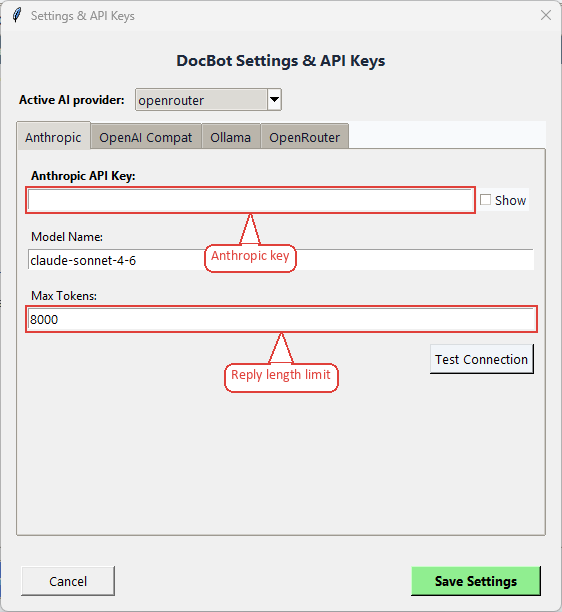 Settings & API Keys
DocBot Settings & API Keys
Active AI provider: openrouter
Anthropic OpenAI Compat Ollama OpenRouter
Anthropic API Key:
Show
Anthropic key
Model Name:
claude-sonnet-4-6
Max Tokens:
8000
Reply length limit
Test Connection
Cancel Save Settings